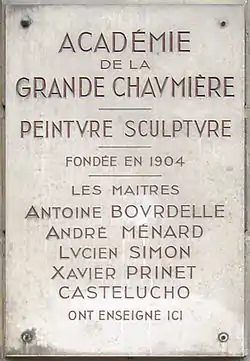 ACADÉMIE
DE LA
GRANDE CHAVMIÈRE
PEINTVRE SCULPTVRE
FONDÉE EN 1904
LES MAITRES
ANTOINE BOVRDELLE
ANDRÉ MÉNARD
LVCIEN SIMON
XAVIER PRINET
CASTELUCHO
ONT ENSEIGNE ICI